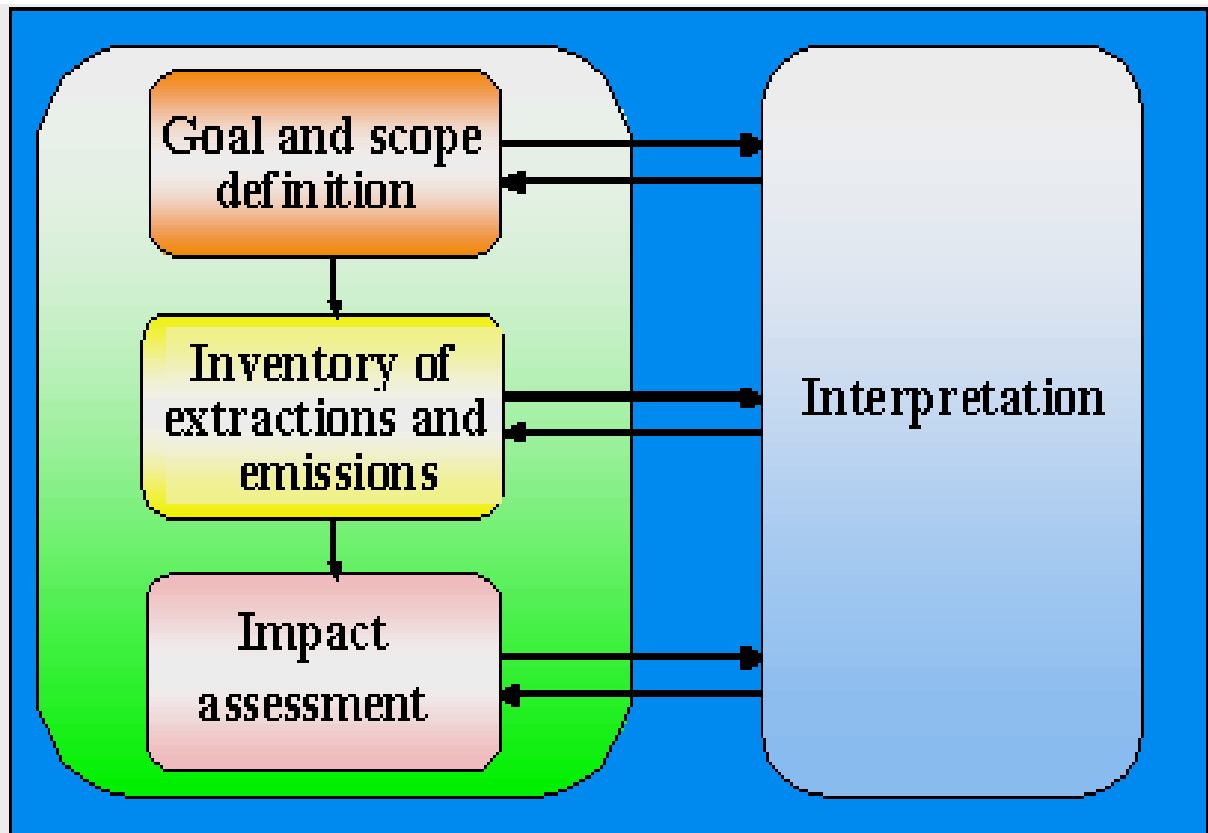 Goal and scope
definition
Inventory of
extractions and
emissions
Interpretation
Impact
assessment